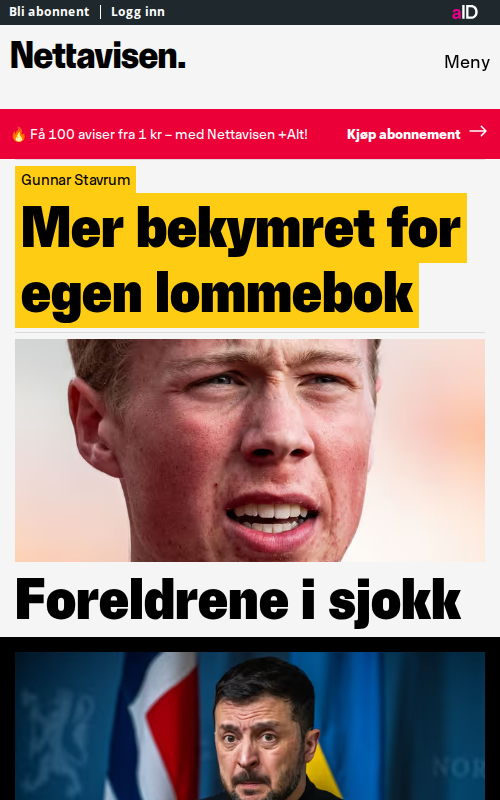 Bli abonnent
Logg inn
aID
Nettavisen.
Meny
🔥 Få 100 aviser fra 1 kr – med Nettavisen +Alt!
Kjøp abonnement →
Gunnar Stavrum
Mer bekymret for
egen lommebok
Foreldrene i sjokk
NOR